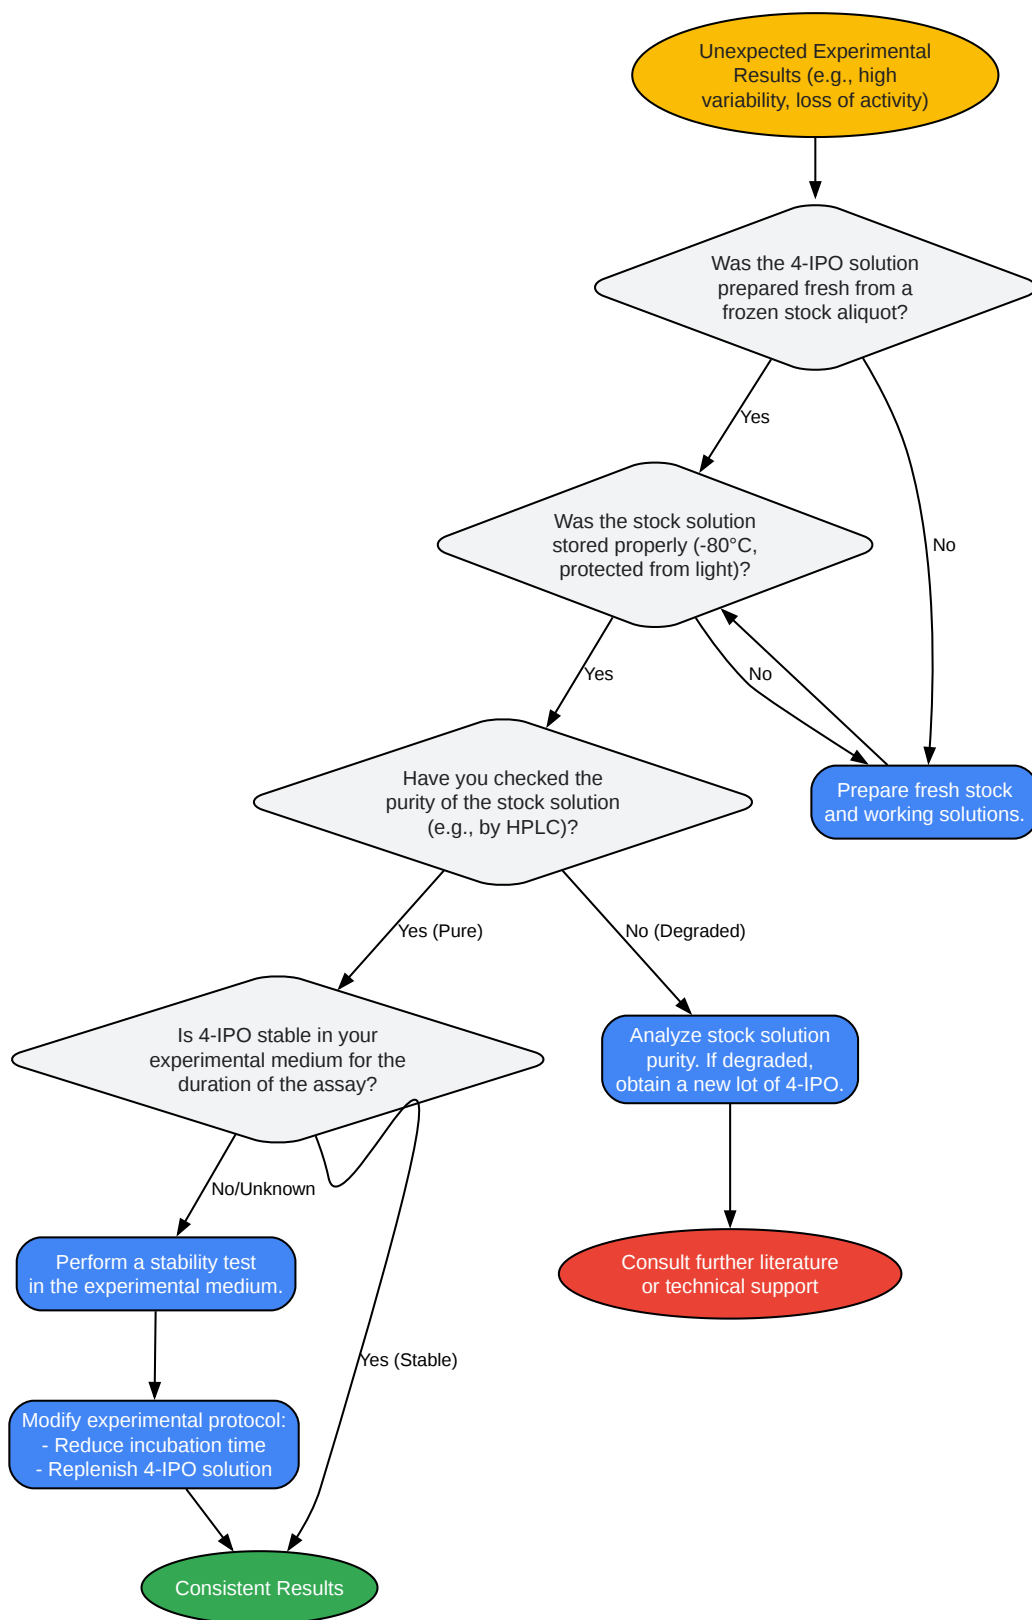 Unexpected Experimental
Results (e.g., high
variability, loss of activity)
Was the 4-IPO solution
prepared fresh from a
frozen stock aliquot?
Yes
No
Was the stock solution
stored properly (-80°C,
protected from light)?
Yes
No
Prepare fresh stock
and working solutions.
Have you checked the
purity of the stock solution
(e.g., by HPLC)?
Yes (Pure)
No (Degraded)
Is 4-IPO stable in your
experimental medium for the
duration of the assay?
Analyze stock solution
purity. If degraded,
obtain a new lot of 4-IPO.
No/Unknown
Perform a stability test
in the experimental medium.
Consult further literature
or technical support
Yes (Stable)
Modify experimental protocol:
- Reduce incubation time
- Replenish 4-IPO solution
Consistent Results